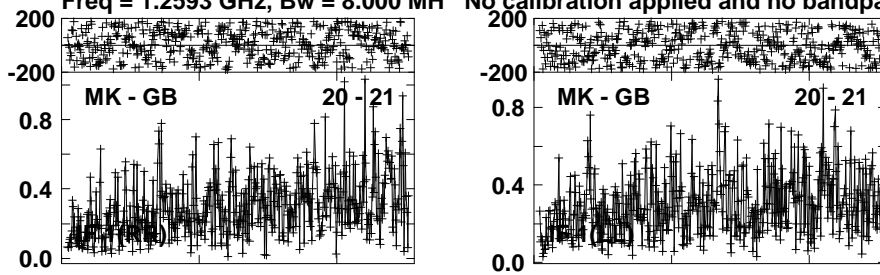 Freq = 1.2593 GHz, Bw = 8.000 MH No calibration applied and no bandpa
200 200
-200 -200
MK - GB 20 - 21 MK - GB 20 - 21
0.8 0.8
0.4 0.4
0.0 0.0